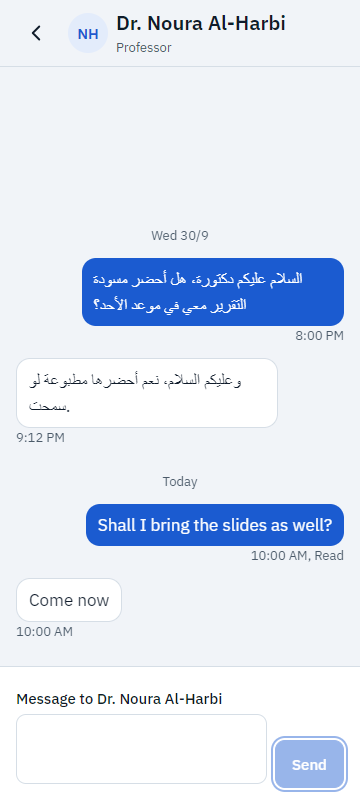 NH
Dr. Noura Al-Harbi
Professor
Wed 30/9
السلام عليكم دكتورة، هل أحضر مسودة
التقرير معي في موعد الأحد؟
8:00 PM
وعليكم السلام، نعم أحضرها مطبوعة لو
سمحت.
9:12 PM
Today
Shall I bring the slides as well?
10:00 AM, Read
Come now
10:00 AM
Message to Dr. Noura Al-Harbi
Send